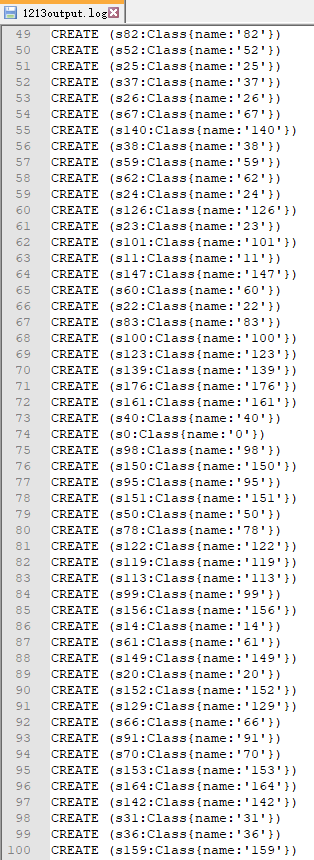 1213output.log
49 CREATE (s82:Class{name:'82'})
50 CREATE (s52:Class{name:'52'})
51 CREATE (s25:Class{name:'25'})
52 CREATE (s37:Class{name:'37'})
53 CREATE (s26:Class{name:'26'})
54 CREATE (s67:Class{name:'67'})
55 CREATE (s140:Class{name:'140'})
56 CREATE (s38:Class{name:'38'})
57 CREATE (s59:Class{name:'59'})
58 CREATE (s62:Class{name:'62'})
59 CREATE (s24:Class{name:'24'})
60 CREATE (s126:Class{name:'126'})
61 CREATE (s23:Class{name:'23'})
62 CREATE (s101:Class{name:'101'})
63 CREATE (s11:Class{name:'11'})
64 CREATE (s147:Class{name:'147'})
65 CREATE (s60:Class{name:'60'})
66 CREATE (s22:Class{name:'22'})
67 CREATE (s83:Class{name:'83'})
68 CREATE (s100:Class{name:'100'})
69 CREATE (s123:Class{name:'123'})
70 CREATE (s139:Class{name:'139'})
71 CREATE (s176:Class{name:'176'})
72 CREATE (s161:Class{name:'161'})
73 CREATE (s40:Class{name:'40'})
74 CREATE (s0:Class{name:'0'})
75 CREATE (s98:Class{name:'98'})
76 CREATE (s150:Class{name:'150'})
77 CREATE (s95:Class{name:'95'})
78 CREATE (s151:Class{name:'151'})
79 CREATE (s50:Class{name:'50'})
80 CREATE (s78:Class{name:'78'})
81 CREATE (s122:Class{name:'122'})
82 CREATE (s119:Class{name:'119'})
83 CREATE (s113:Class{name:'113'})
84 CREATE (s99:Class{name:'99'})
85 CREATE (s156:Class{name:'156'})
86 CREATE (s14:Class{name:'14'})
87 CREATE (s61:Class{name:'61'})
88 CREATE (s149:Class{name:'149'})
89 CREATE (s20:Class{name:'20'})
90 CREATE (s152:Class{name:'152'})
91 CREATE (s129:Class{name:'129'})
92 CREATE (s66:Class{name:'66'})
93 CREATE (s91:Class{name:'91'})
94 CREATE (s70:Class{name:'70'})
95 CREATE (s153:Class{name:'153'})
96 CREATE (s164:Class{name:'164'})
97 CREATE (s142:Class{name:'142'})
98 CREATE (s31:Class{name:'31'})
99 CREATE (s36:Class{name:'36'})
100 CREATE (s159:Class{name:'159'})